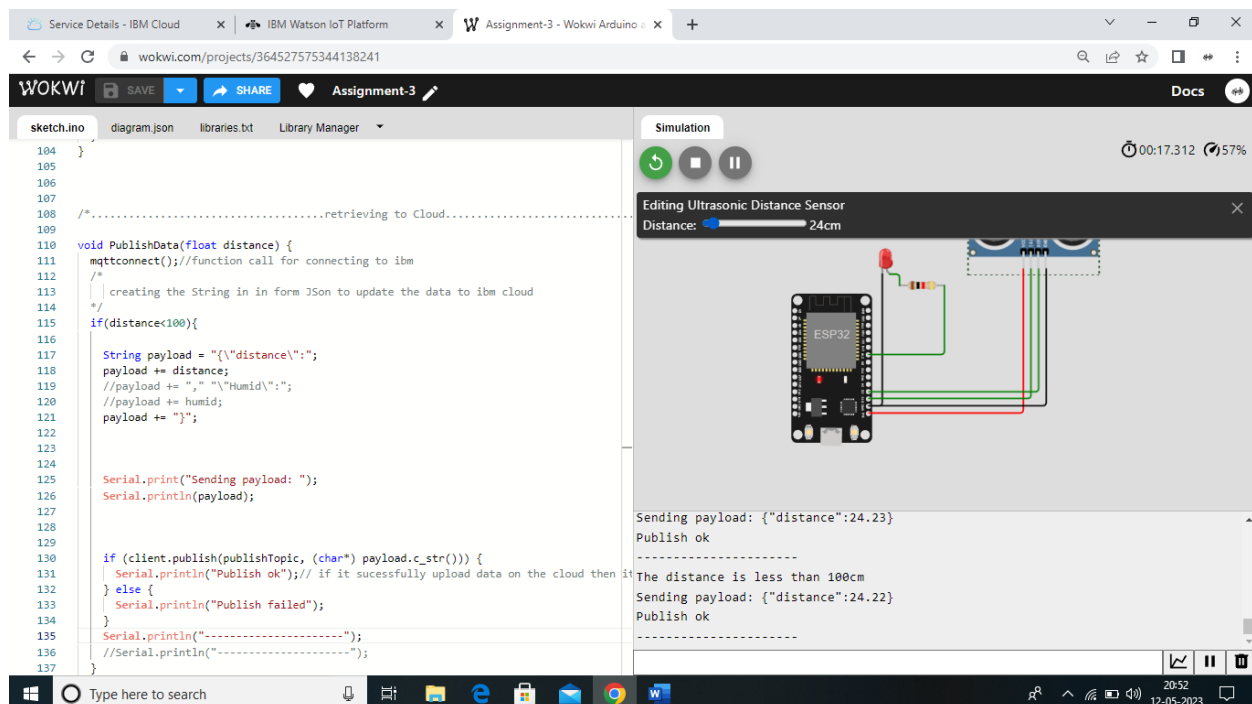 Service Details - IBM Cloud
IBM Watson IoT Platform
Assignment-3 - Wokwi Arduino a
wokwi.com/projects/364527575344138241
WOKWi
SAVE
SHARE
Assignment-3
Docs
sketch.ino
diagram.json
libraries.txt
Library Manager
104 }
105
106
107
108 /*....................................retrieving to Cloud.............................
109
110 void PublishData(float distance) {
111 mqttconnect();//function call for connecting to ibm
112 /*
113 creating the String in in form JSon to update the data to ibm cloud
114 */
115 if(distance<100){
116
117 String payload = "{\"distance\":";
118 payload += distance;
119 //payload += "," "\"Humid\":";
120 //payload += humid;
121 payload += "}";
122
123
124
125 Serial.print("Sending payload: ");
126 Serial.println(payload);
127
128
129
130 if (client.publish(publishTopic, (char*) payload.c_str())) {
131 Serial.println("Publish ok");// if it sucessfully upload data on the cloud then it
132 } else {
133 Serial.println("Publish failed");
134 }
135 Serial.println("----------------------");
136 //Serial.println("---------------------");
137 }
Simulation
00:17.312
57%
Editing Ultrasonic Distance Sensor
Distance: 24cm
ESP32
Sending payload: {"distance":24.23}
Publish ok
----------------------
The distance is less than 100cm
Sending payload: {"distance":24.22}
Publish ok
----------------------
Type here to search
20:52
12-05-2023